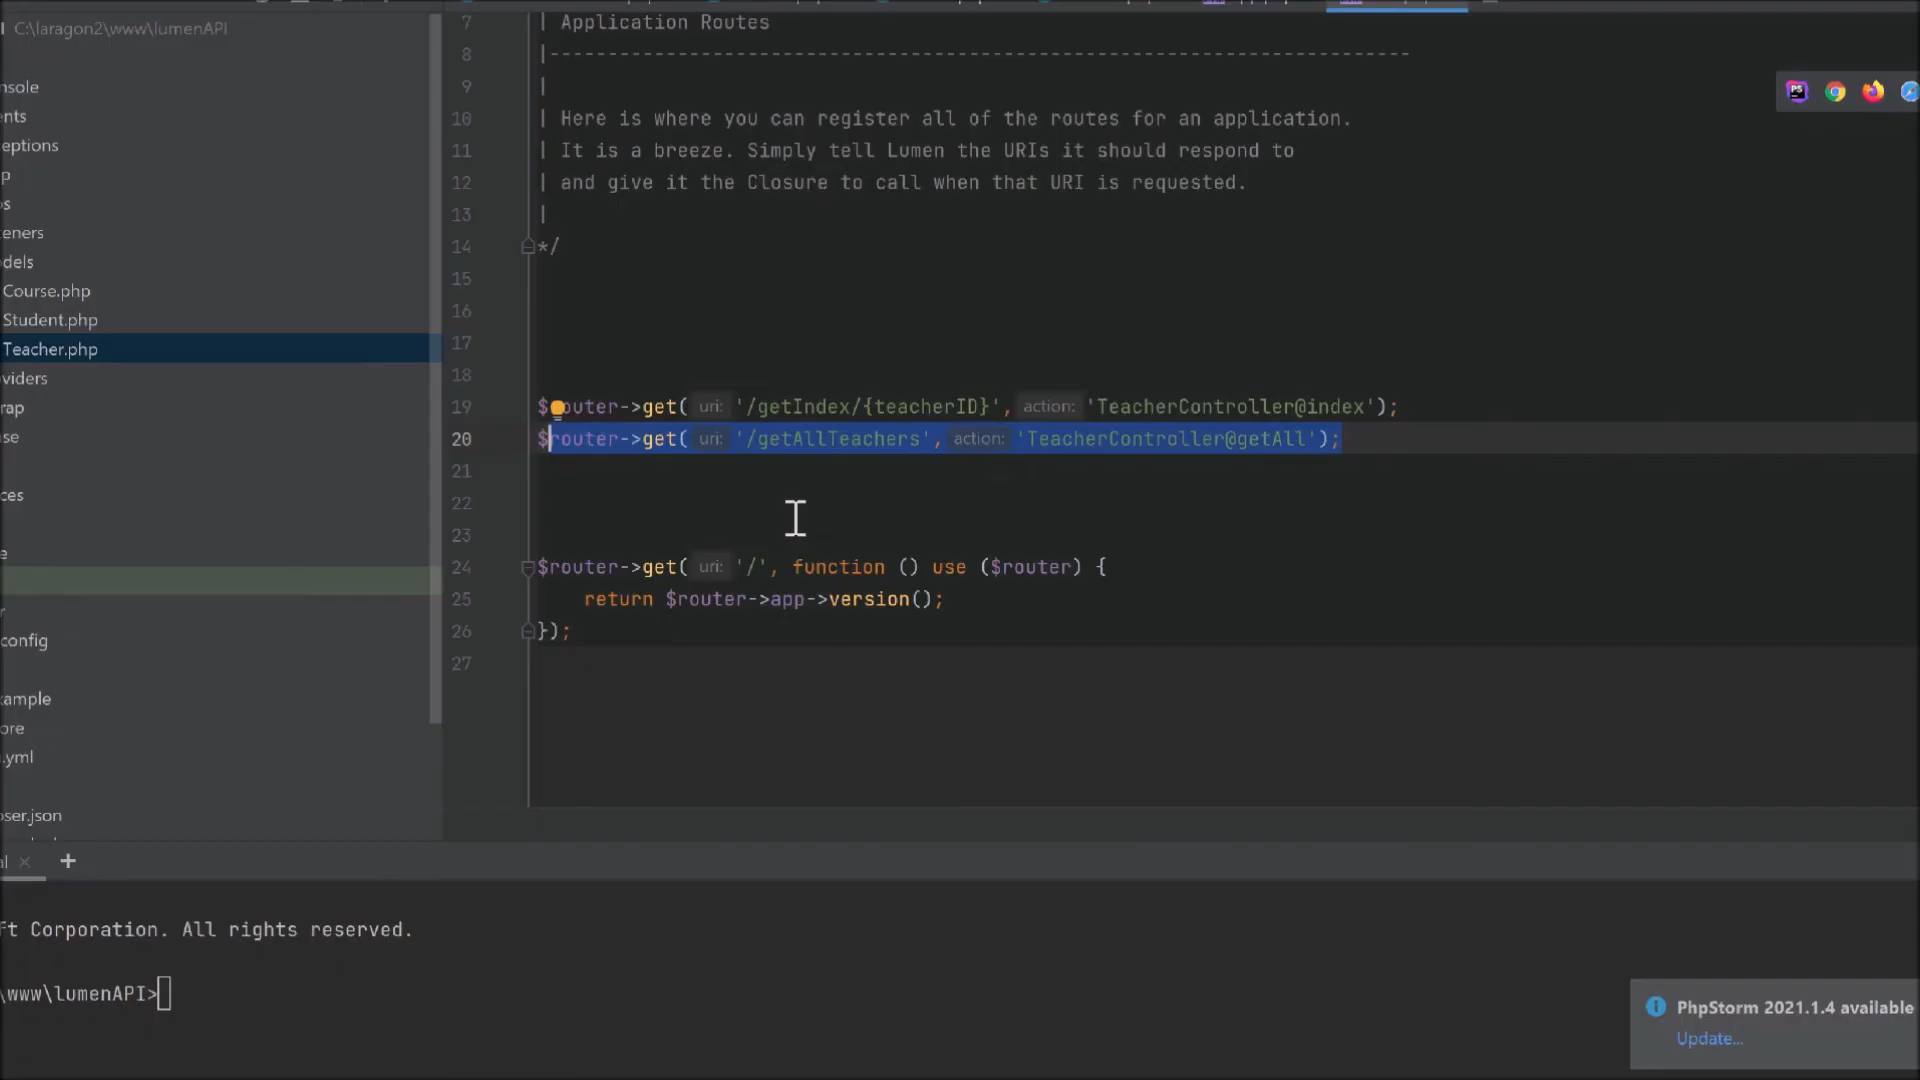 C:\laragon2\www\lumenAPI
nsole
nts
eptions
p
os
teners
dels
Course.php
Student.php
Teacher.php
viders
rap
se
ces
e
r
config
xample
ore
.yml
oser.json
7 | Application Routes
8 |--------------------------------------------------------------------------
9 |
10 | Here is where you can register all of the routes for an application.
11 | It is a breeze. Simply tell Lumen the URIs it should respond to
12 | and give it the Closure to call when that URI is requested.
13 |
14 */
15
16
17
18
19 $router->get( uri: '/getIndex/{teacherID}', action: 'TeacherController@index');
20 $router->get( uri: '/getAllTeachers', action: 'TeacherController@getAll');
21
22
23
24 $router->get( uri: '/', function () use ($router) {
25     return $router->app->version();
26 });
27
PS
al × +
ft Corporation. All rights reserved.
\www\lumenAPI>
PhpStorm 2021.1.4 available
Update...